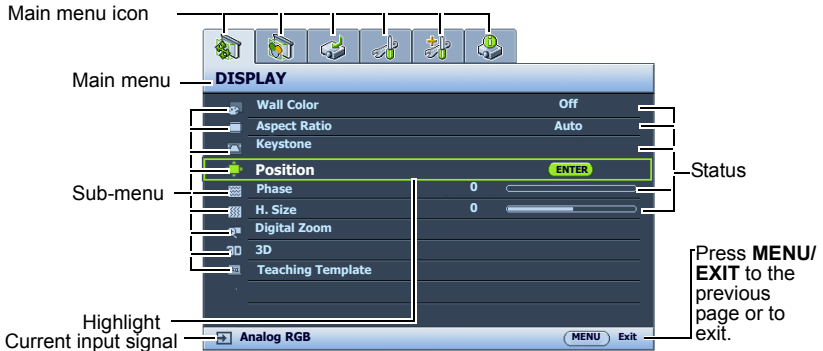 Main menu icon
Main menu
DISPLAY
Wall Color Off
Aspect Ratio Auto
Keystone
Position ENTER
Status
Sub-menu
Phase 0
H. Size 0
Digital Zoom
3D 3D
Teaching Template
Press MENU/
EXIT to the
previous
page or to
exit.
Highlight
Current input signal
Analog RGB MENU Exit